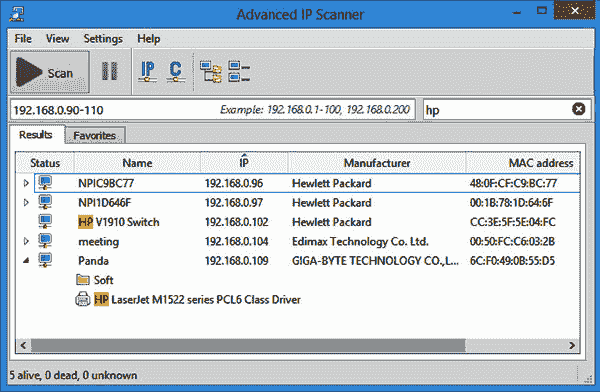 Advanced IP Scanner
File View Settings Help
Scan IP C
192.168.0.90-110 Example: 192.168.0.1-100, 192.168.0.200 hp
Results Favorites
Status Name IP Manufacturer MAC address
NPIC9BC77 192.168.0.96 Hewlett Packard 48:0F:CF:C9:BC:77
NPI1D646F 192.168.0.97 Hewlett Packard 00:1B:78:1D:64:6F
HP V1910 Switch 192.168.0.102 Hewlett Packard CC:3E:5F:5E:04:FC
meeting 192.168.0.104 Edimax Technology Co. Ltd. 00:50:FC:C6:03:2B
Panda 192.168.0.109 GIGA-BYTE TECHNOLOGY CO.,L... 6C:F0:49:0B:55:D5
Soft
HP LaserJet M1522 series PCL6 Class Driver
5 alive, 0 dead, 0 unknown